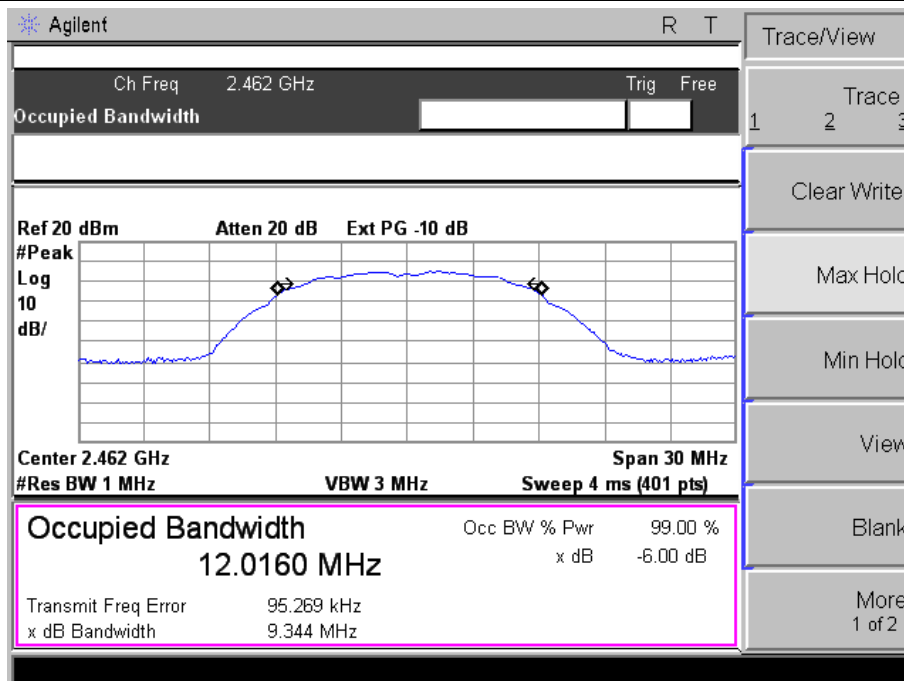 Agilent R T
Trace/View
Ch Freq 2.462 GHz Trig Free
Occupied Bandwidth
Trace
1 2 3
Clear Write
Ref 20 dBm Atten 20 dB Ext PG -10 dB
#Peak
Log
10
dB/
Max Hold
Min Hold
View
Center 2.462 GHz Span 30 MHz
#Res BW 1 MHz VBW 3 MHz Sweep 4 ms (401 pts)
Occupied Bandwidth Occ BW % Pwr 99.00 %
12.0160 MHz x dB -6.00 dB
Blank
Transmit Freq Error 95.269 kHz
x dB Bandwidth 9.344 MHz
More
1 of 2